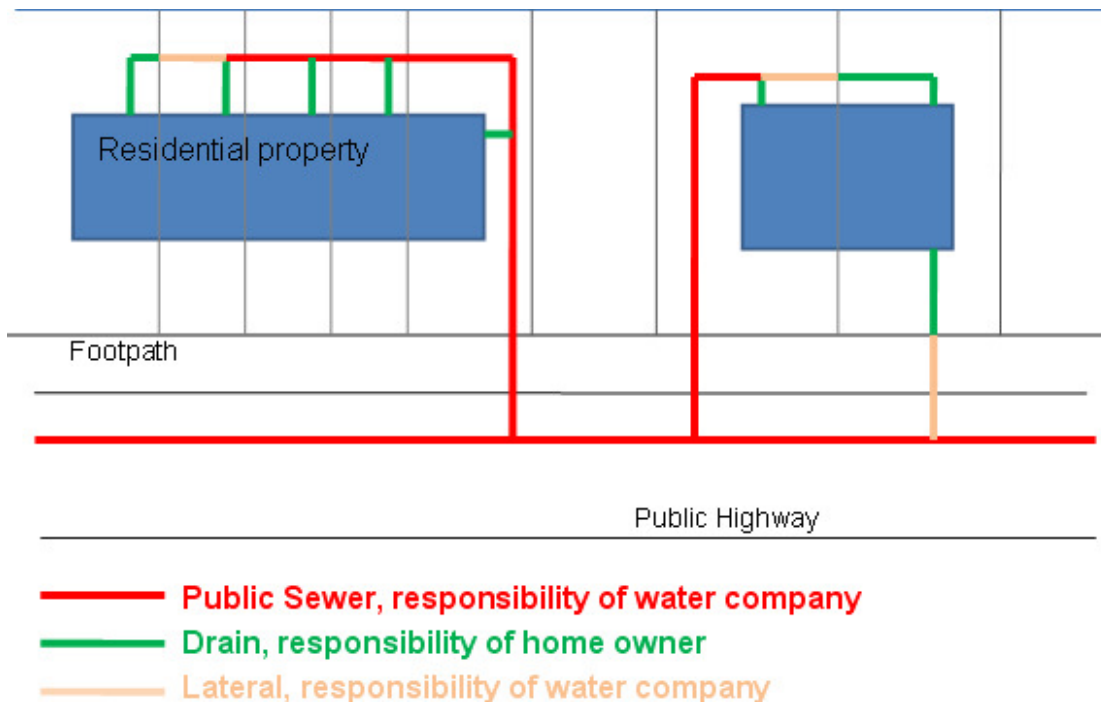 Residential property
Footpath
Public Highway
Public Sewer, responsibility of water company
Drain, responsibility of home owner
Lateral, responsibility of water company